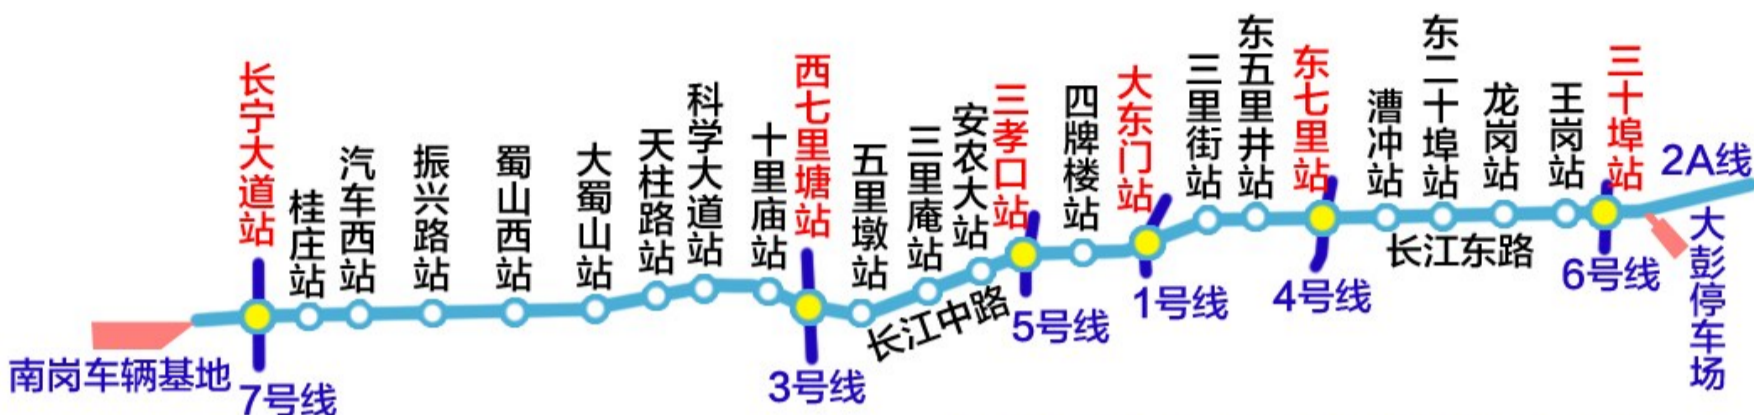 长宁大道站
桂庄站
汽车西站
振兴路站
蜀山西站
大蜀山站
天柱路站
科学大道站
十里庙站
西七里塘站
五里墩站
三里庵站
安农大站
三孝口站
四牌楼站
大东门站
三里街站
东五里井站
东七里站
漕冲站
东二十埠站
龙岗站
王岗站
三十埠站
2A线
长江中路
长江东路
南岗车辆基地
7号线
3号线
5号线
1号线
4号线
6号线
大彭停车场